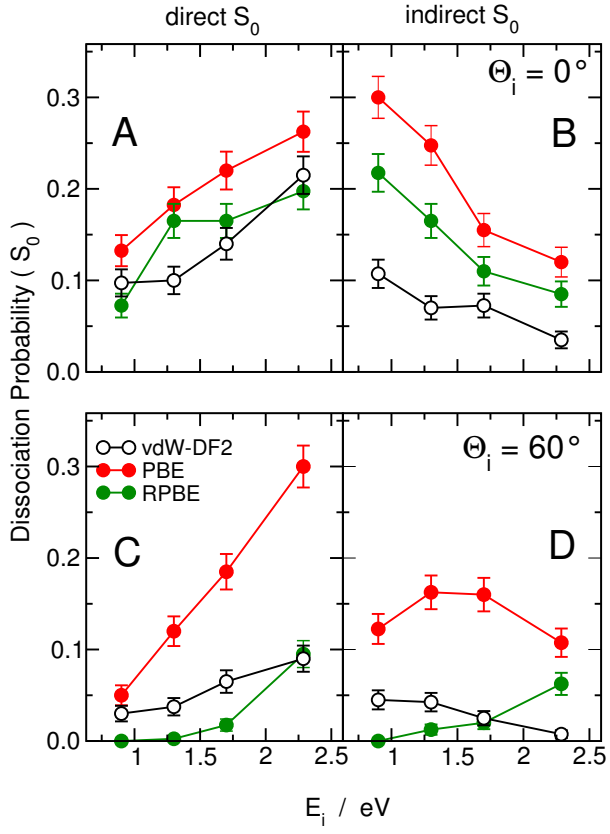 direct S₀
indirect S₀
Dissociation Probability ( S₀ )
0.3
0.2
0.1
0.0
A
B
Θᵢ = 0°
0.3
0.2
0.1
0.0
vdW-DF2
PBE
RPBE
C
D
Θᵢ = 60°
1 1.5 2 2.5
1 1.5 2 2.5
Eᵢ / eV